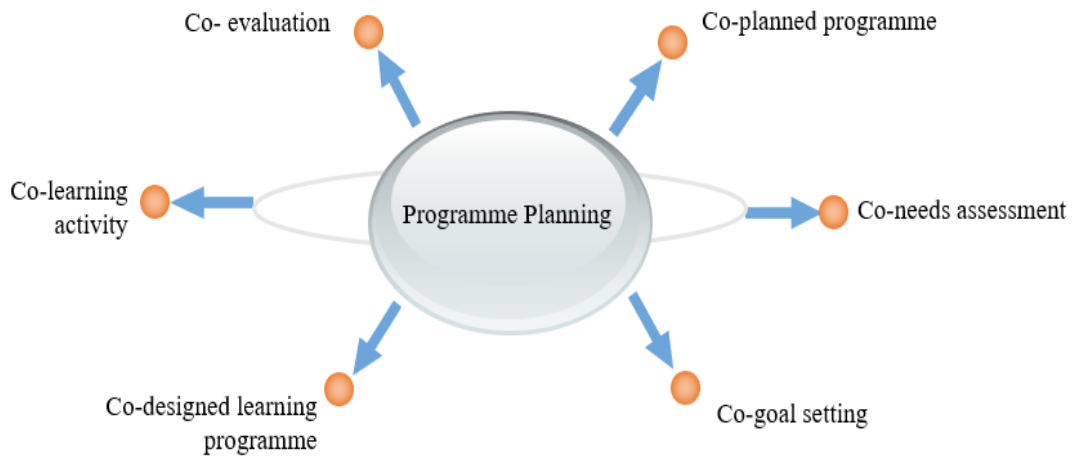 Co- evaluation
Co-planned programme
Co-learning
activity
Programme Planning
Co-needs assessment
Co-designed learning
programme
Co-goal setting